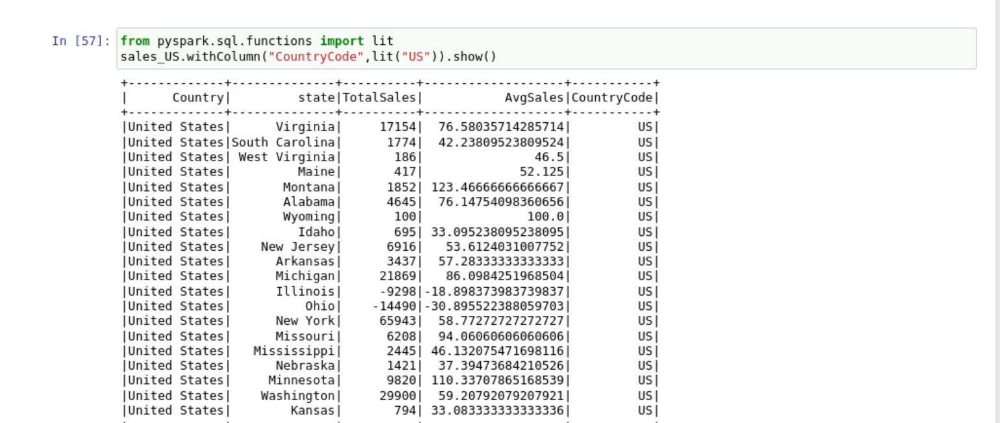 In [57]: from pyspark.sql.functions import lit
sales_US.withColumn("CountryCode",lit("US")).show()
+-------------+--------------+----------+-------------------+-----------+
|      Country|         state|TotalSales|           AvgSales|CountryCode|
+-------------+--------------+----------+-------------------+-----------+
|United States|      Virginia|     17154|  76.58035714285714|         US|
|United States|South Carolina|      1774|  42.23809523809524|         US|
|United States| West Virginia|       186|               46.5|         US|
|United States|         Maine|       417|             52.125|         US|
|United States|       Montana|      1852| 123.46666666666667|         US|
|United States|       Alabama|      4645|  76.14754098360656|         US|
|United States|       Wyoming|       100|              100.0|         US|
|United States|         Idaho|       695| 33.095238095238095|         US|
|United States|    New Jersey|      6916|   53.6124031007752|         US|
|United States|      Arkansas|      3437|  57.28333333333333|         US|
|United States|      Michigan|     21869|   86.0984251968504|         US|
|United States|      Illinois|     -9298|-18.898373983739837|         US|
|United States|          Ohio|    -14490|-30.895522388059703|         US|
|United States|      New York|     65943|  58.77272727272727|         US|
|United States|      Missouri|      6208|  94.06060606060606|         US|
|United States|   Mississippi|      2445| 46.132075471698116|         US|
|United States|      Nebraska|      1421|  37.39473684210526|         US|
|United States|     Minnesota|      9820| 110.33707865168539|         US|
|United States|    Washington|     29900|  59.20792079207921|         US|
|United States|        Kansas|       794| 33.083333333333336|         US|